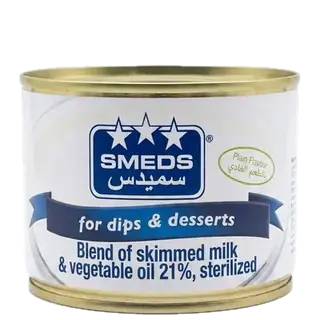 SMEDS®
سميدس
Plain Flavour
بالطعم العادي
for dips & desserts
Blend of skimmed milk
& vegetable oil 21%, sterilized